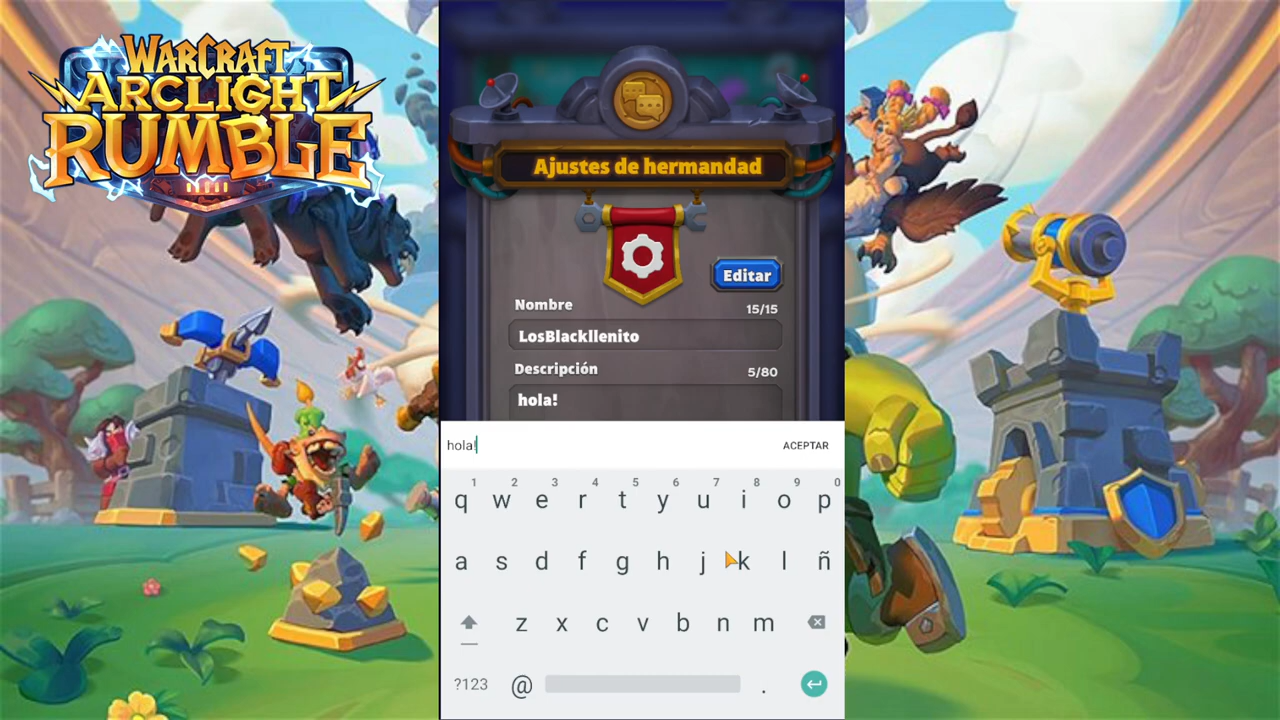 WARCRAFT
ARCLIGHT
RUMBLE
Ajustes de hermandad
Editar
Nombre 15/15
LosBlackllenito
Descripción 5/80
hola!
hola! ACEPTAR
1 2 3 4 5 6 7 8 9 0
q w e r t y u i o p
a s d f g h j k l ñ
z x c v b n m
?123 @ .